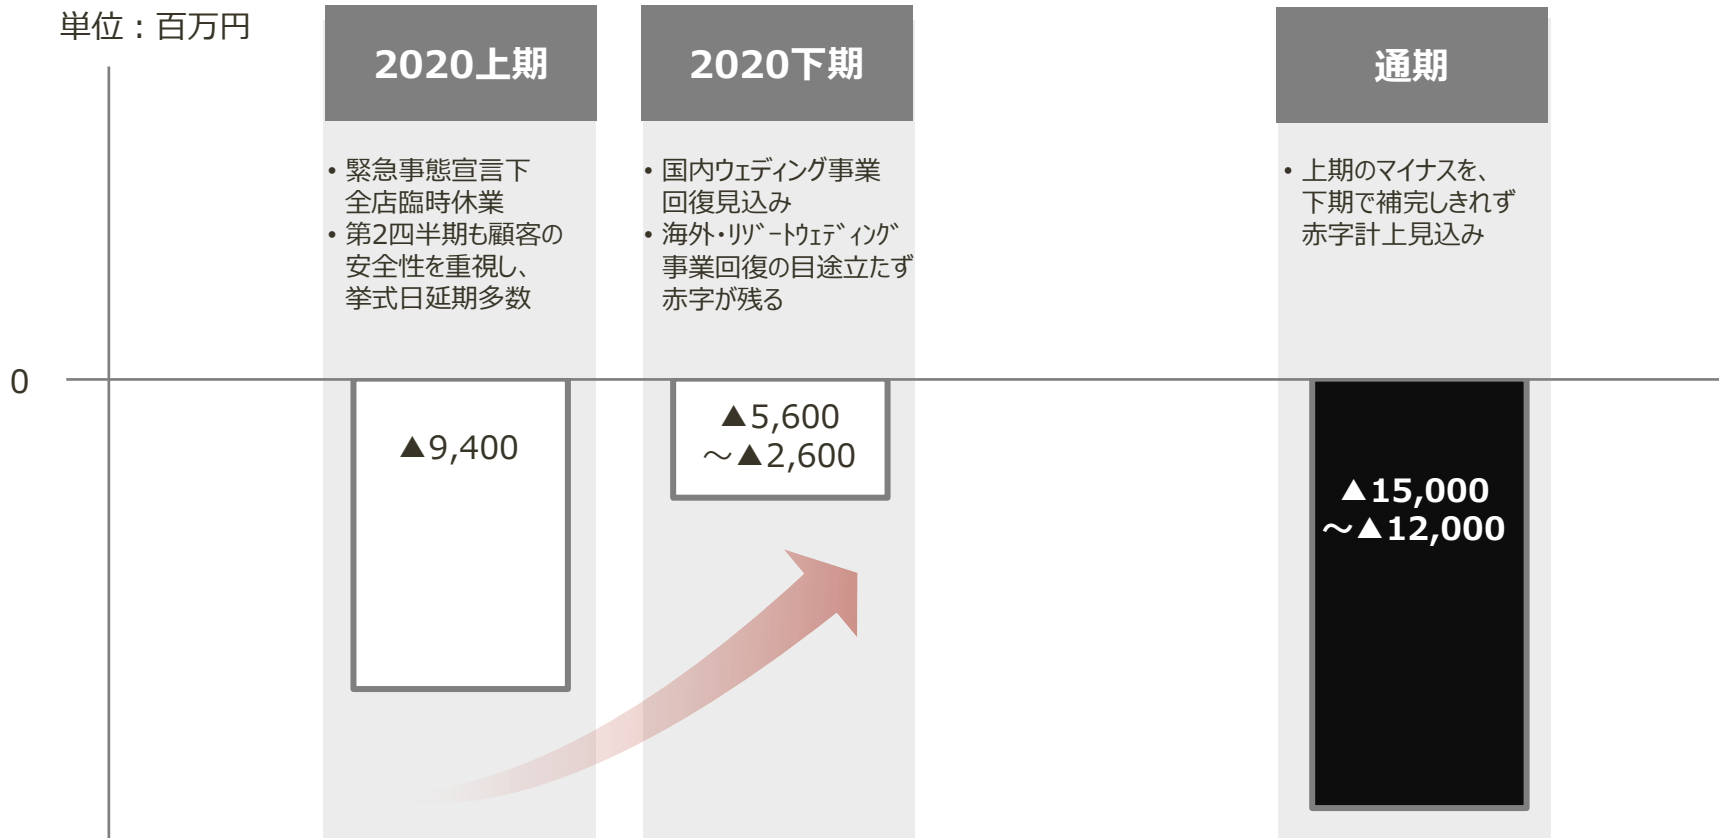 単位：百万円
2020上期
・緊急事態宣言下
全店臨時休業
・第2四半期も顧客の
安全性を重視し、
挙式日延期多数
2020下期
・国内ウェディング事業
回復見込み
・海外・ﾘｿﾞｰﾄｳｪﾃﾞｨﾝｸﾞ
事業回復の目途立たず
赤字が残る
通期
・上期のマイナスを、
下期で補完しきれず
赤字計上見込み
0
▲9,400
▲5,600
～▲2,600
▲15,000
～▲12,000